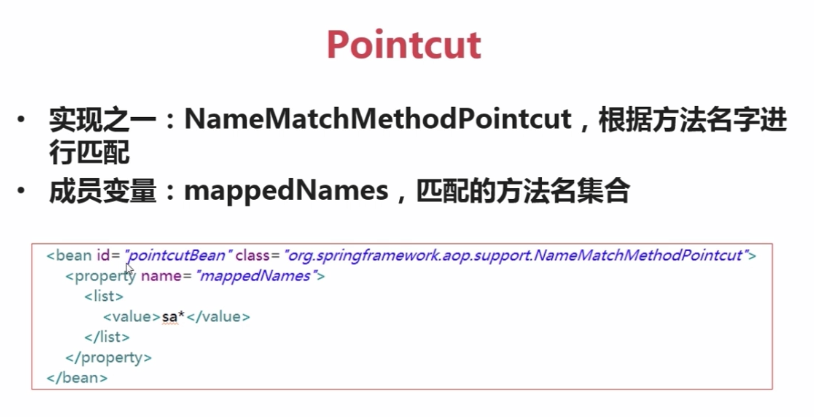 Pointcut
• 实现之一：NameMatchMethodPointcut，根据方法名字进
行匹配
• 成员变量：mappedNames，匹配的方法名集合
<bean id="pointcutBean" class="org.springframework.aop.support.NameMatchMethodPointcut">
<property name="mappedNames">
<list>
<value>sa*</value>
</list>
</property>
</bean>